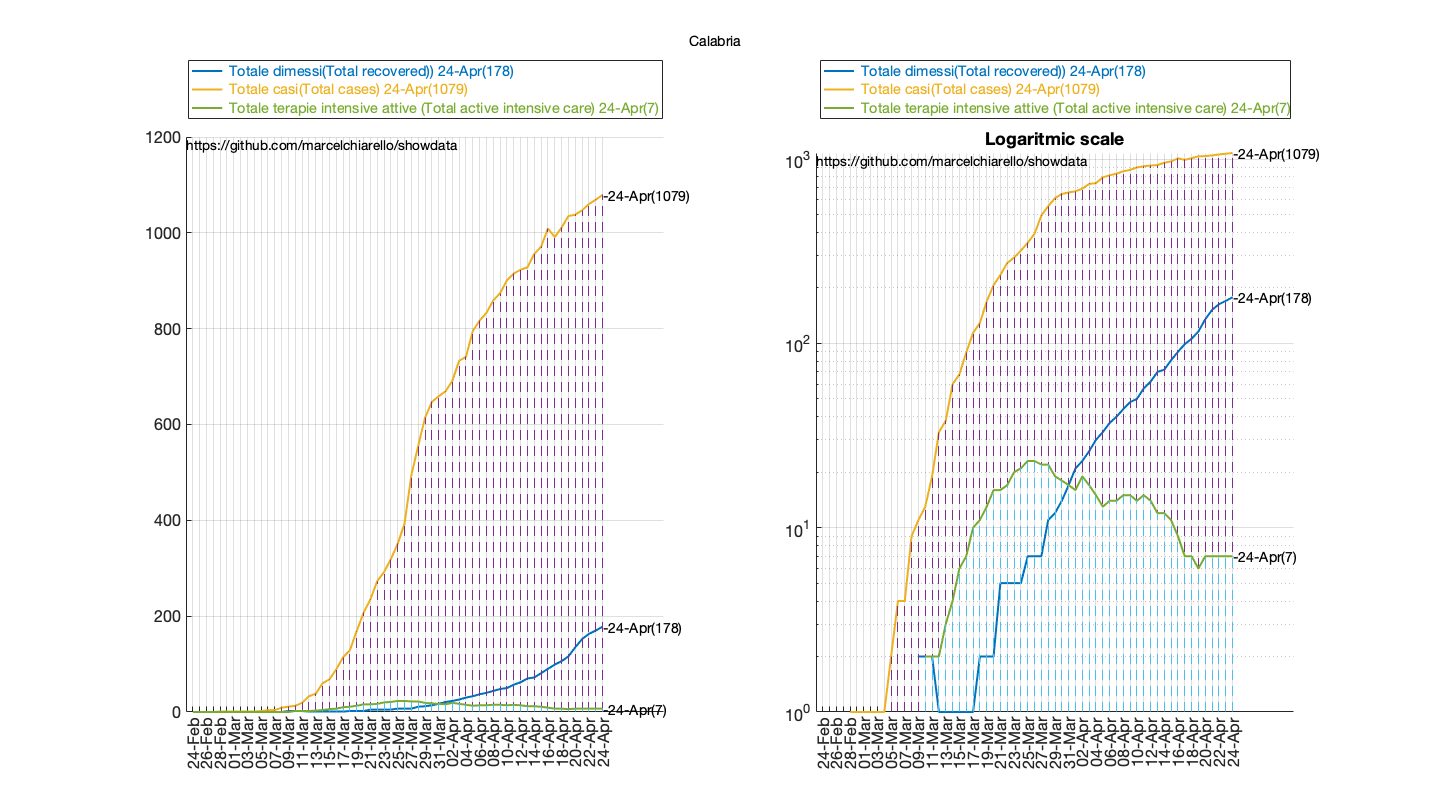 Calabria
Totale dimessi(Total recovered)) 24-Apr(178)
Totale casi(Total cases) 24-Apr(1079)
Totale terapie intensive attive (Total active intensive care) 24-Apr(7)
1200
1000
800
600
400
200
0
https://github.com/marcelchiarello/showdata
-24-Apr(1079)
-24-Apr(178)
-24-Apr(7)
24-Feb
26-Feb
28-Feb
01-Mar
03-Mar
05-Mar
07-Mar
09-Mar
11-Mar
13-Mar
15-Mar
17-Mar
19-Mar
21-Mar
23-Mar
25-Mar
27-Mar
29-Mar
31-Mar
02-Apr
04-Apr
06-Apr
08-Apr
10-Apr
12-Apr
14-Apr
16-Apr
18-Apr
20-Apr
22-Apr
24-Apr
Totale dimessi(Total recovered)) 24-Apr(178)
Totale casi(Total cases) 24-Apr(1079)
Totale terapie intensive attive (Total active intensive care) 24-Apr(7)
Logaritmic scale
10³
10²
10¹
10⁰
https://github.com/marcelchiarello/showdata
-24-Apr(1079)
-24-Apr(178)
-24-Apr(7)
24-Feb
26-Feb
28-Feb
01-Mar
03-Mar
05-Mar
07-Mar
09-Mar
11-Mar
13-Mar
15-Mar
17-Mar
19-Mar
21-Mar
23-Mar
25-Mar
27-Mar
29-Mar
31-Mar
02-Apr
04-Apr
06-Apr
08-Apr
10-Apr
12-Apr
14-Apr
16-Apr
18-Apr
20-Apr
22-Apr
24-Apr